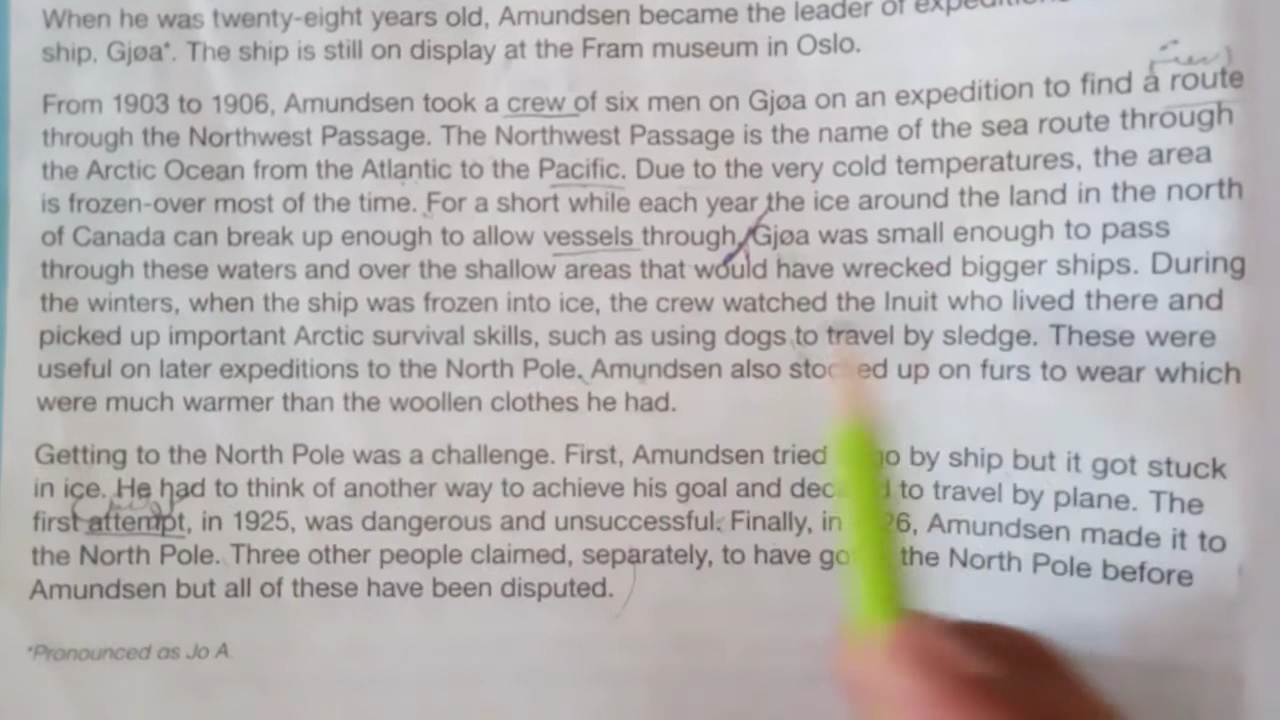 When he was twenty-eight years old, Amundsen became the leader of
ship, Gjøa*. The ship is still on display at the Fram museum in Oslo.
From 1903 to 1906, Amundsen took a crew of six men on Gjøa on an expedition to find a route
through the Northwest Passage. The Northwest Passage is the name of the sea route through
the Arctic Ocean from the Atlantic to the Pacific. Due to the very cold temperatures, the area
is frozen-over most of the time. For a short while each year the ice around the land in the north
of Canada can break up enough to allow vessels through. Gjøa was small enough to pass
through these waters and over the shallow areas that would have wrecked bigger ships. During
the winters, when the ship was frozen into ice, the crew watched the Inuit who lived there and
picked up important Arctic survival skills, such as using dogs to travel by sledge. These were
useful on later expeditions to the North Pole. Amundsen also up on furs to wear which
were much warmer than the woollen clothes he had.
Getting to the North Pole was a challenge. First, Amundsen tried by ship but it got stuck
in ice. He had to think of another way to achieve his goal and to travel by plane. The
first attempt, in 1925, was dangerous and unsuccessful. Finally, in Amundsen made it to
the North Pole. Three other people claimed, separately, to have the North Pole before
Amundsen but all of these have been disputed.
*Pronounced as Jo A.